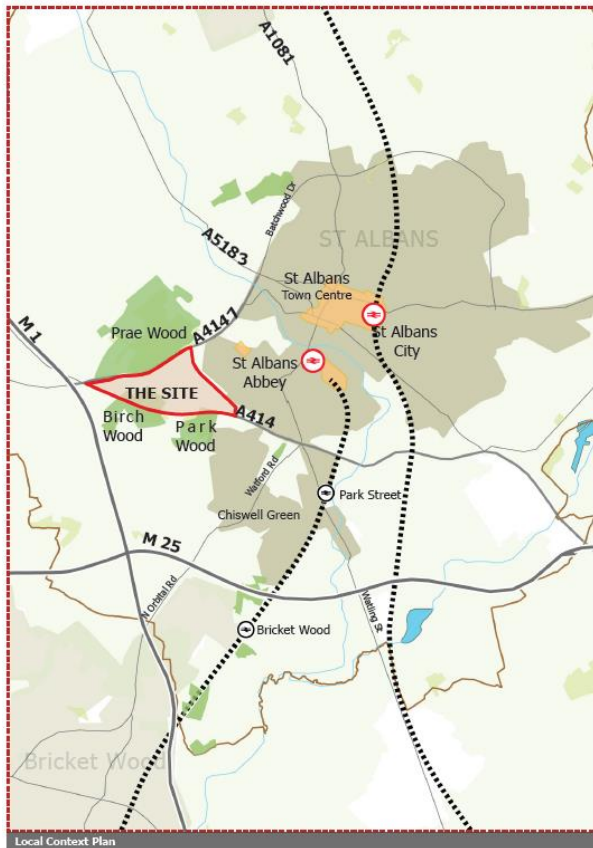 A1081
Batchwood Dr
A5183
ST ALBANS
St Albans
Town Centre
M 1
A4147
Prae Wood
St Albans
City
St Albans
Abbey
THE SITE
Birch
Wood
Park
Wood
A414
Watford Rd
Park Street
Chiswell Green
M 25
N Orbital Rd
Watling St
Bricket Wood
Bricket Wood
Local Context Plan